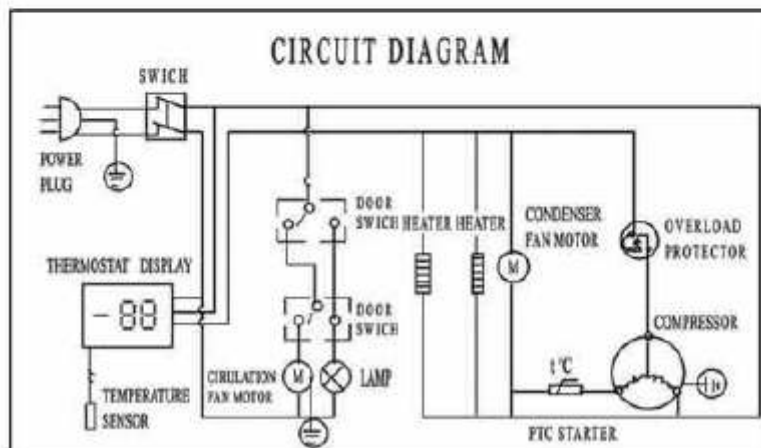 CIRCUIT DIAGRAM
SWICH
POWER
PLUG
DOOR
SWICH
HEATER
HEATER
CONDENSER
FAN MOTOR
M
OVERLOAD
PROTECTOR
THERMOSTAT DISPLAY
-88
DOOR
SWICH
COMPRESSOR
TEMPERATURE
SENSOR
CIRULATION
FAN MOTOR
M
LAMP
t°C
PTC STARTER